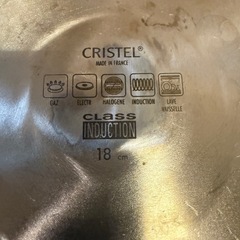 CRISTEL®
MADE IN FRANCE
GAZ ELECTR HALOGENE INDUCTION LAVE VAISSELLE
CLASS
INDUCTION
18 cm